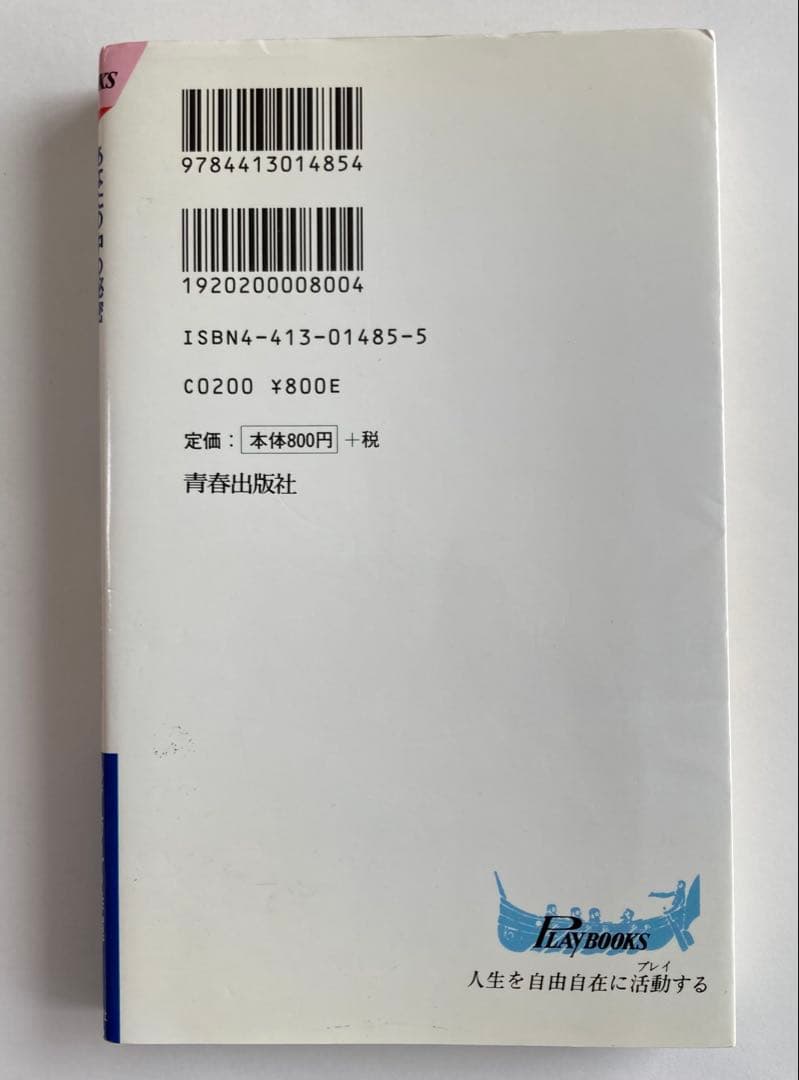 KS
9784413014854
1920200008004
ISBN4-413-01485-5
C0200 ¥800E
定価：本体800円＋税
青春出版社
PLAYBOOKS
プレイ
人生を自由自在に活動する